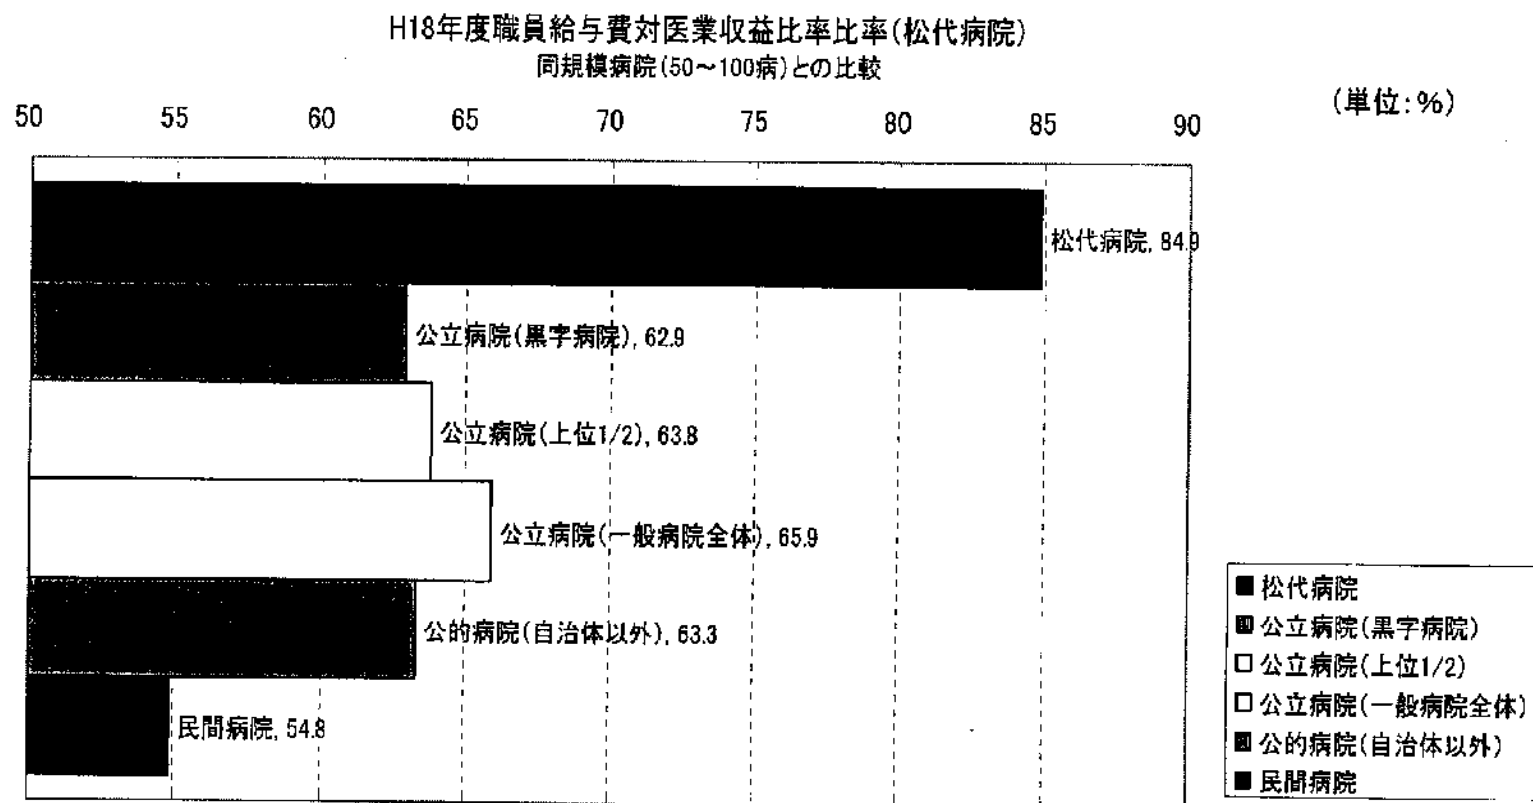 H18年度職員給与費対医業収益比率比率(松代病院)
同規模病院(50～100病)との比較
(単位:%)
50 55 60 65 70 75 80 85 90
松代病院, 84.9
公立病院(黒字病院), 62.9
公立病院(上位1/2), 63.8
公立病院(一般病院全体), 65.9
公的病院(自治体以外), 63.3
民間病院, 54.8
松代病院
公立病院(黒字病院)
公立病院(上位1/2)
公立病院(一般病院全体)
公的病院(自治体以外)
民間病院